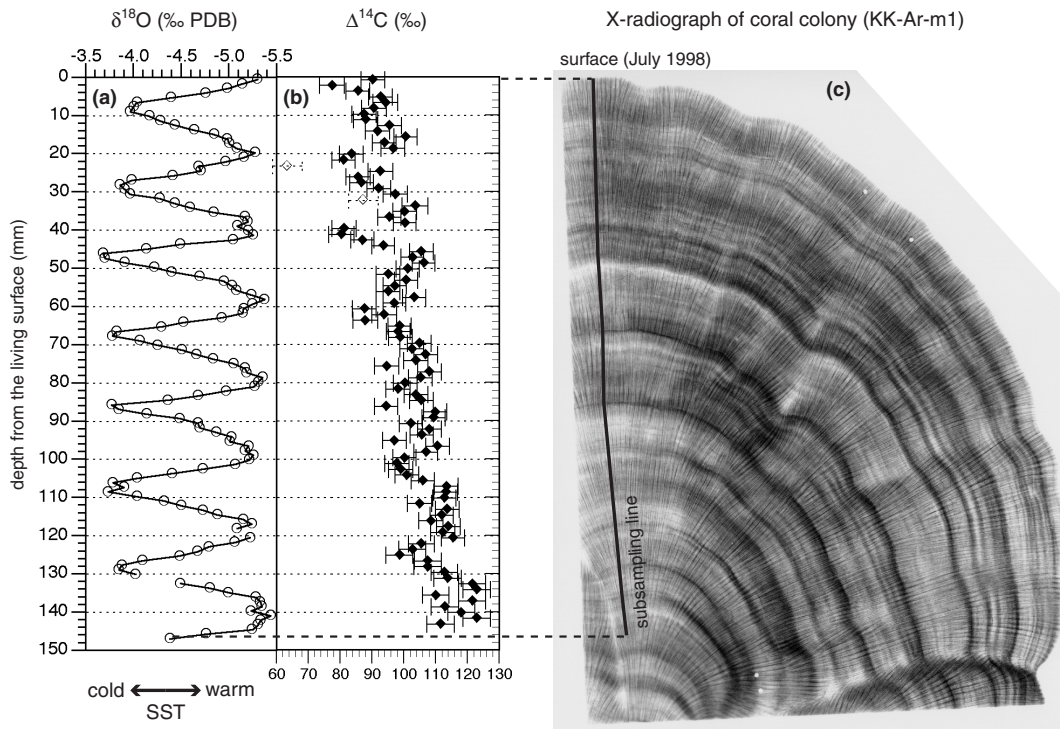 δ18O (‰ PDB)
Δ14C (‰)
X-radiograph of coral colony (KK-Ar-m1)
-3.5 -4.0 -4.5 -5.0 -5.5
surface (July 1998)
(a)
(b)
(c)
depth from the living surface (mm)
0
10
20
30
40
50
60
70
80
90
100
110
120
130
140
150
subsampling line
60 70 80 90 100 110 120 130
cold warm
SST